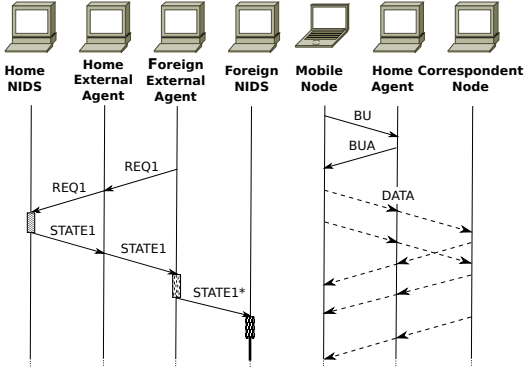 Home
NIDS
Home
External
Agent
Foreign
External
Agent
Foreign
NIDS
Mobile
Node
Home
Agent
Correspondent
Node
BU
BUA
REQ1
REQ1
DATA
STATE1
STATE1
STATE1*